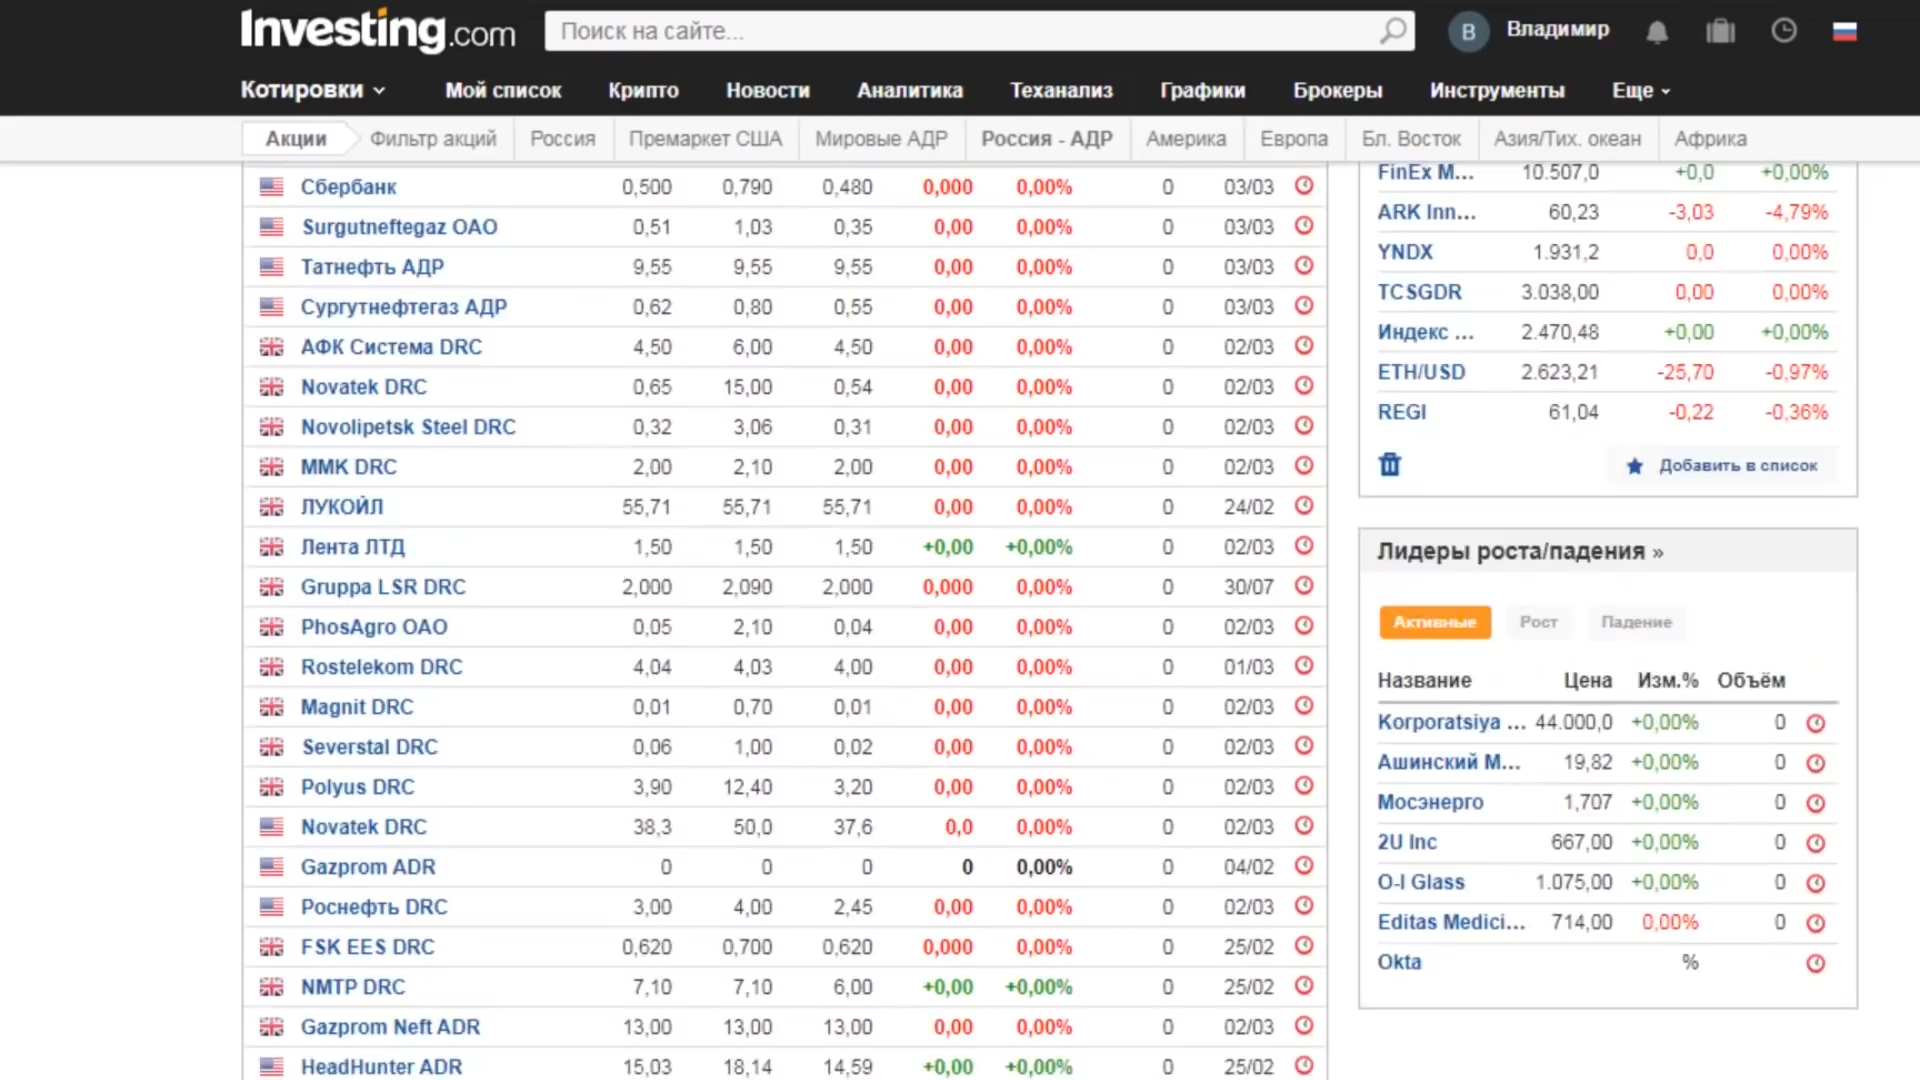 Investing.com
Поиск на сайте...
В Владимир
Котировки Мой список Крипто Новости Аналитика Теханализ Графики Брокеры Инструменты Еще
Акции Фильтр акций Россия Премаркет США Мировые АДР Россия - АДР Америка Европа Бл. Восток Азия/Тих. океан Африка
Сбербанк 0,500 0,790 0,480 0,000 0,00% 0 03/03
Surgutneftegaz ОАО 0,51 1,03 0,35 0,00 0,00% 0 03/03
Татнефть АДР 9,55 9,55 9,55 0,00 0,00% 0 03/03
Сургутнефтегаз АДР 0,62 0,80 0,55 0,00 0,00% 0 03/03
АФК Система DRC 4,50 6,00 4,50 0,00 0,00% 0 02/03
Novatek DRC 0,65 15,00 0,54 0,00 0,00% 0 02/03
Novolipetsk Steel DRC 0,32 3,06 0,31 0,00 0,00% 0 02/03
MMK DRC 2,00 2,10 2,00 0,00 0,00% 0 02/03
ЛУКОЙЛ 55,71 55,71 55,71 0,00 0,00% 0 24/02
Лента ЛТД 1,50 1,50 1,50 +0,00 +0,00% 0 02/03
Gruppa LSR DRC 2,000 2,090 2,000 0,000 0,00% 0 30/07
PhosAgro ОАО 0,05 2,10 0,04 0,00 0,00% 0 02/03
Rostelekom DRC 4,04 4,03 4,00 0,00 0,00% 0 01/03
Magnit DRC 0,01 0,70 0,01 0,00 0,00% 0 02/03
Severstal DRC 0,06 1,00 0,02 0,00 0,00% 0 02/03
Polyus DRC 3,90 12,40 3,20 0,00 0,00% 0 02/03
Novatek DRC 38,3 50,0 37,6 0,0 0,00% 0 02/03
Gazprom ADR 0 0 0 0 0,00% 0 04/02
Роснефть DRC 3,00 4,00 2,45 0,00 0,00% 0 02/03
FSK EES DRC 0,620 0,700 0,620 0,000 0,00% 0 25/02
NMTP DRC 7,10 7,10 6,00 +0,00 +0,00% 0 25/02
Gazprom Neft ADR 13,00 13,00 13,00 0,00 0,00% 0 02/03
HeadHunter ADR 15,03 18,14 14,59 +0,00 +0,00% 0 25/02
FinEx M... 10.507,0 +0,0 +0,00%
ARK Inn... 60,23 -3,03 -4,79%
YNDX 1.931,2 0,0 0,00%
TCSGDR 3.038,00 0,00 0,00%
Индекс ... 2.470,48 +0,00 +0,00%
ETH/USD 2.623,21 -25,70 -0,97%
REGI 61,04 -0,22 -0,36%
Добавить в список
Лидеры роста/падения »
Активные Рост Падение
Название Цена Изм.% Объём
Korporatsiya ... 44.000,0 +0,00% 0
Ашинский М... 19,82 +0,00% 0
Мосэнерго 1,707 +0,00% 0
2U Inc 667,00 +0,00% 0
O-I Glass 1.075,00 +0,00% 0
Editas Medici... 714,00 0,00% 0
Okta %